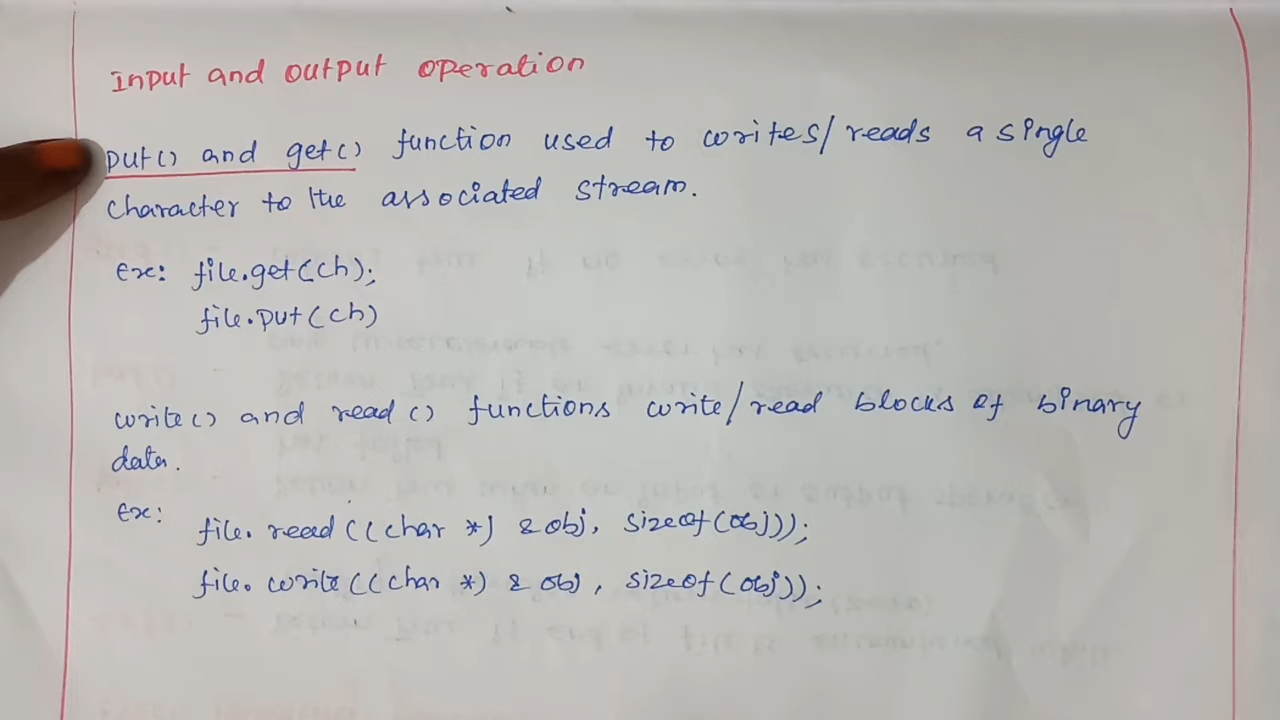 Input and output operation
put() and get() function used to writes/reads a single
character to the associated stream.
Ex: file.get(ch);
file.put(ch)
write() and read() functions write/read blocks of binary
data.
Ex: file.read((char *) & obj, sizeof(obj));
file.write((char *) & obj, sizeof(obj));